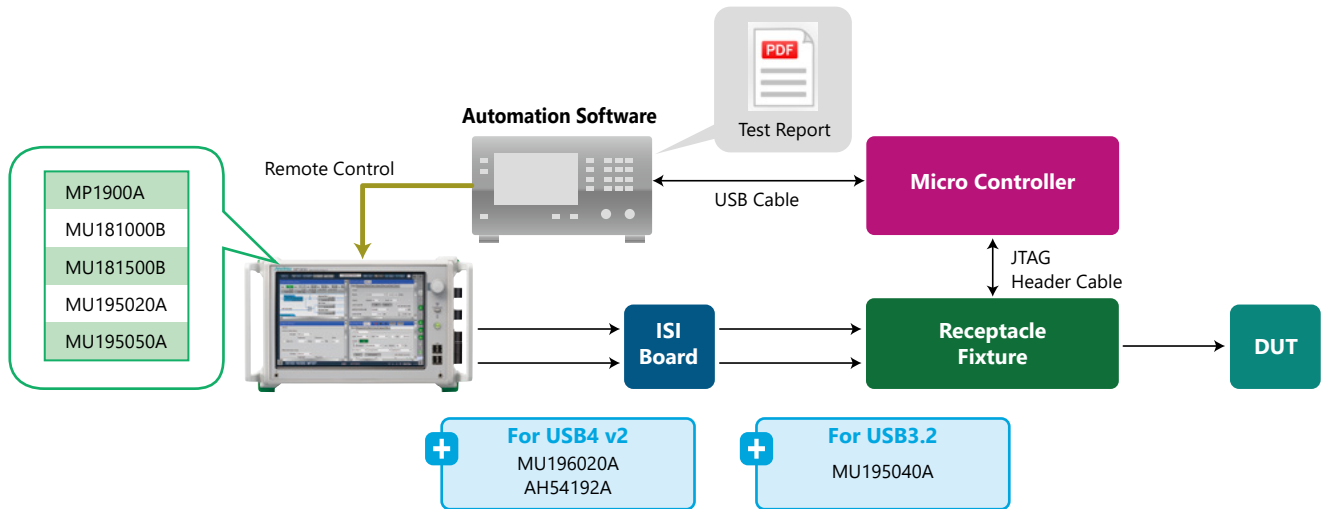 PDF
Test Report
Automation Software
Remote Control
USB Cable
Micro Controller
MP1900A
MU181000B
MU181500B
MU195020A
MU195050A
JTAG
Header Cable
ISI
Board
Receptacle
Fixture
DUT
For USB4 v2
MU196020A
AH54192A
For USB3.2
MU195040A